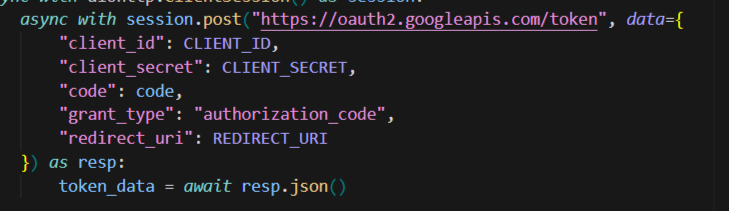 async with session.post("https://oauth2.googleapis.com/token", data={
"client_id": CLIENT_ID,
"client_secret": CLIENT_SECRET,
"code": code,
"grant_type": "authorization_code",
"redirect_uri": REDIRECT_URI
}) as resp:
token_data = await resp.json()